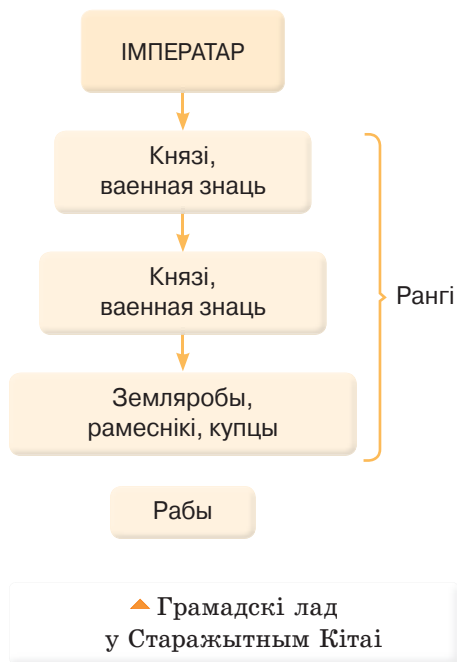 ІМПЕРАТАР
Князі,
ваенная знаць
Князі,
ваенная знаць
Рангі
Земляробы,
рамеснікі, купцы
Рабы
Грамадскі лад
у Старажытным Кітаі